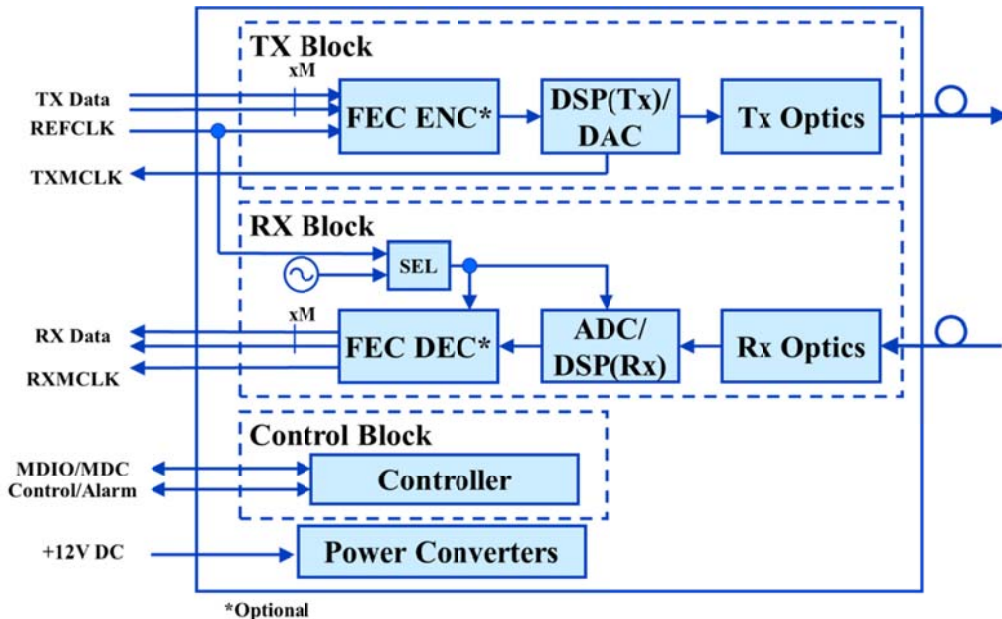 TX Block
xM
TX Data
REFCLK
FEC ENC*
DSP(Tx)/
DAC
Tx Optics
TXMCLK
RX Block
SEL
xM
RX Data
RXMCLK
FEC DEC*
ADC/
DSP(Rx)
Rx Optics
Control Block
MDIO/MDC
Control/Alarm
Controller
+12V DC
Power Converters
*Optional